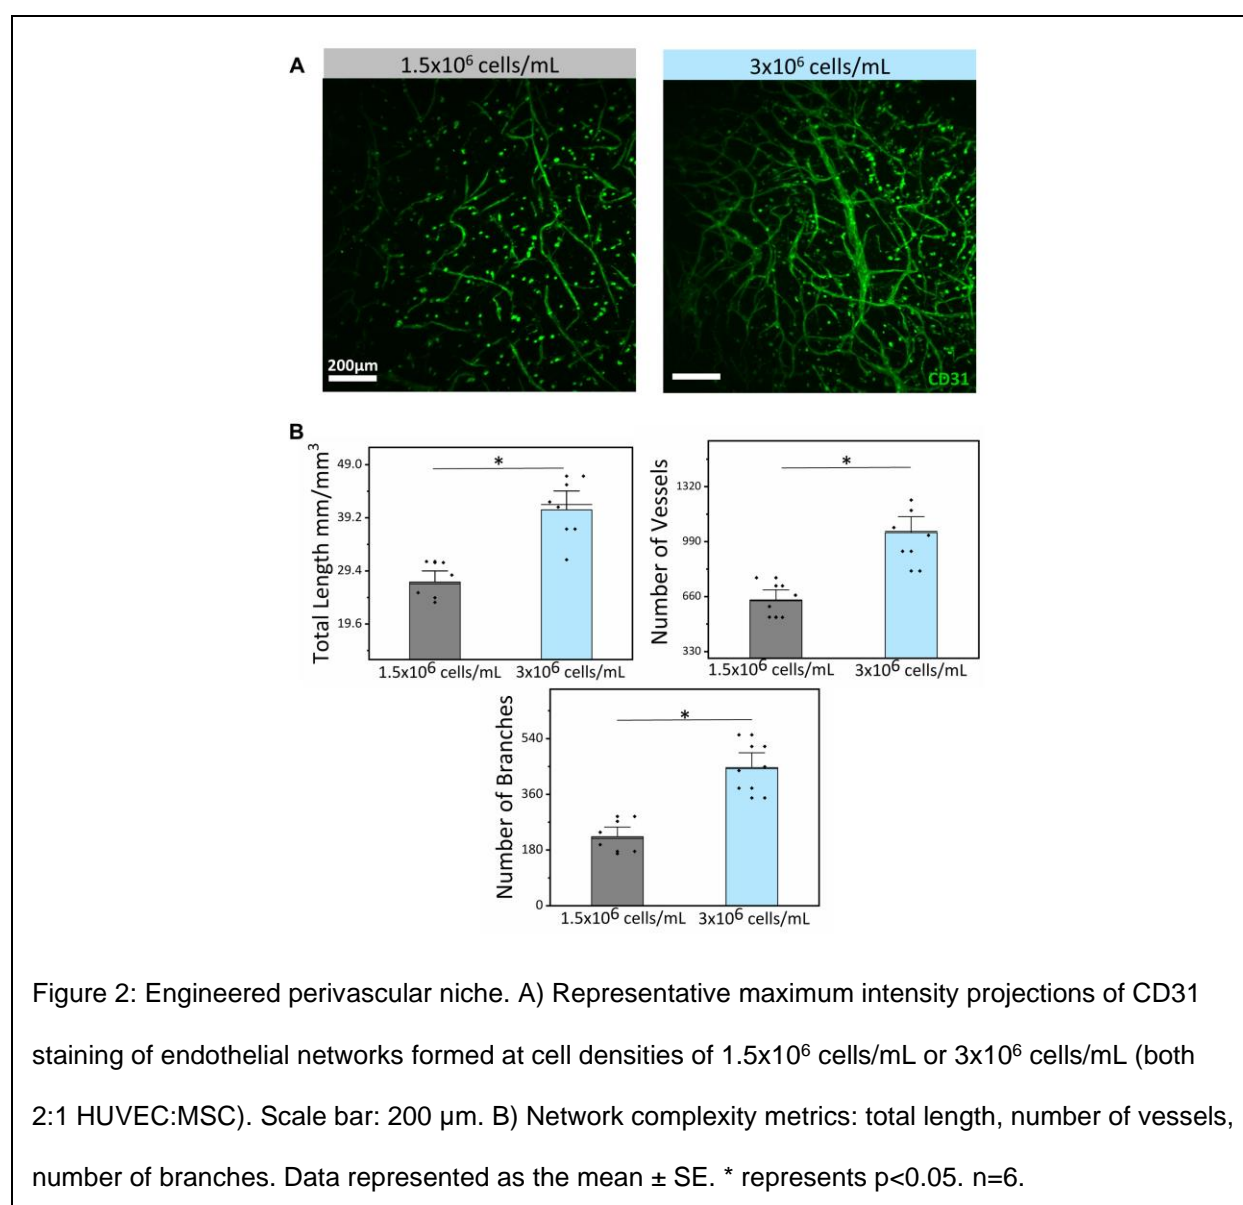 A
1.5x10⁶ cells/mL
3x10⁶ cells/mL
200µm
CD31
B
Total Length mm/mm³
49.0
39.2
29.4
19.6
*
1.5x10⁶ cells/mL
3x10⁶ cells/mL
Number of Vessels
1320
990
660
330
*
1.5x10⁶ cells/mL
3x10⁶ cells/mL
Number of Branches
540
360
180
0
*
1.5x10⁶ cells/mL
3x10⁶ cells/mL
Figure 2: Engineered perivascular niche. A) Representative maximum intensity projections of CD31
staining of endothelial networks formed at cell densities of 1.5x10⁶ cells/mL or 3x10⁶ cells/mL (both
2:1 HUVEC:MSC). Scale bar: 200 µm. B) Network complexity metrics: total length, number of vessels,
number of branches. Data represented as the mean ± SE. * represents p<0.05. n=6.